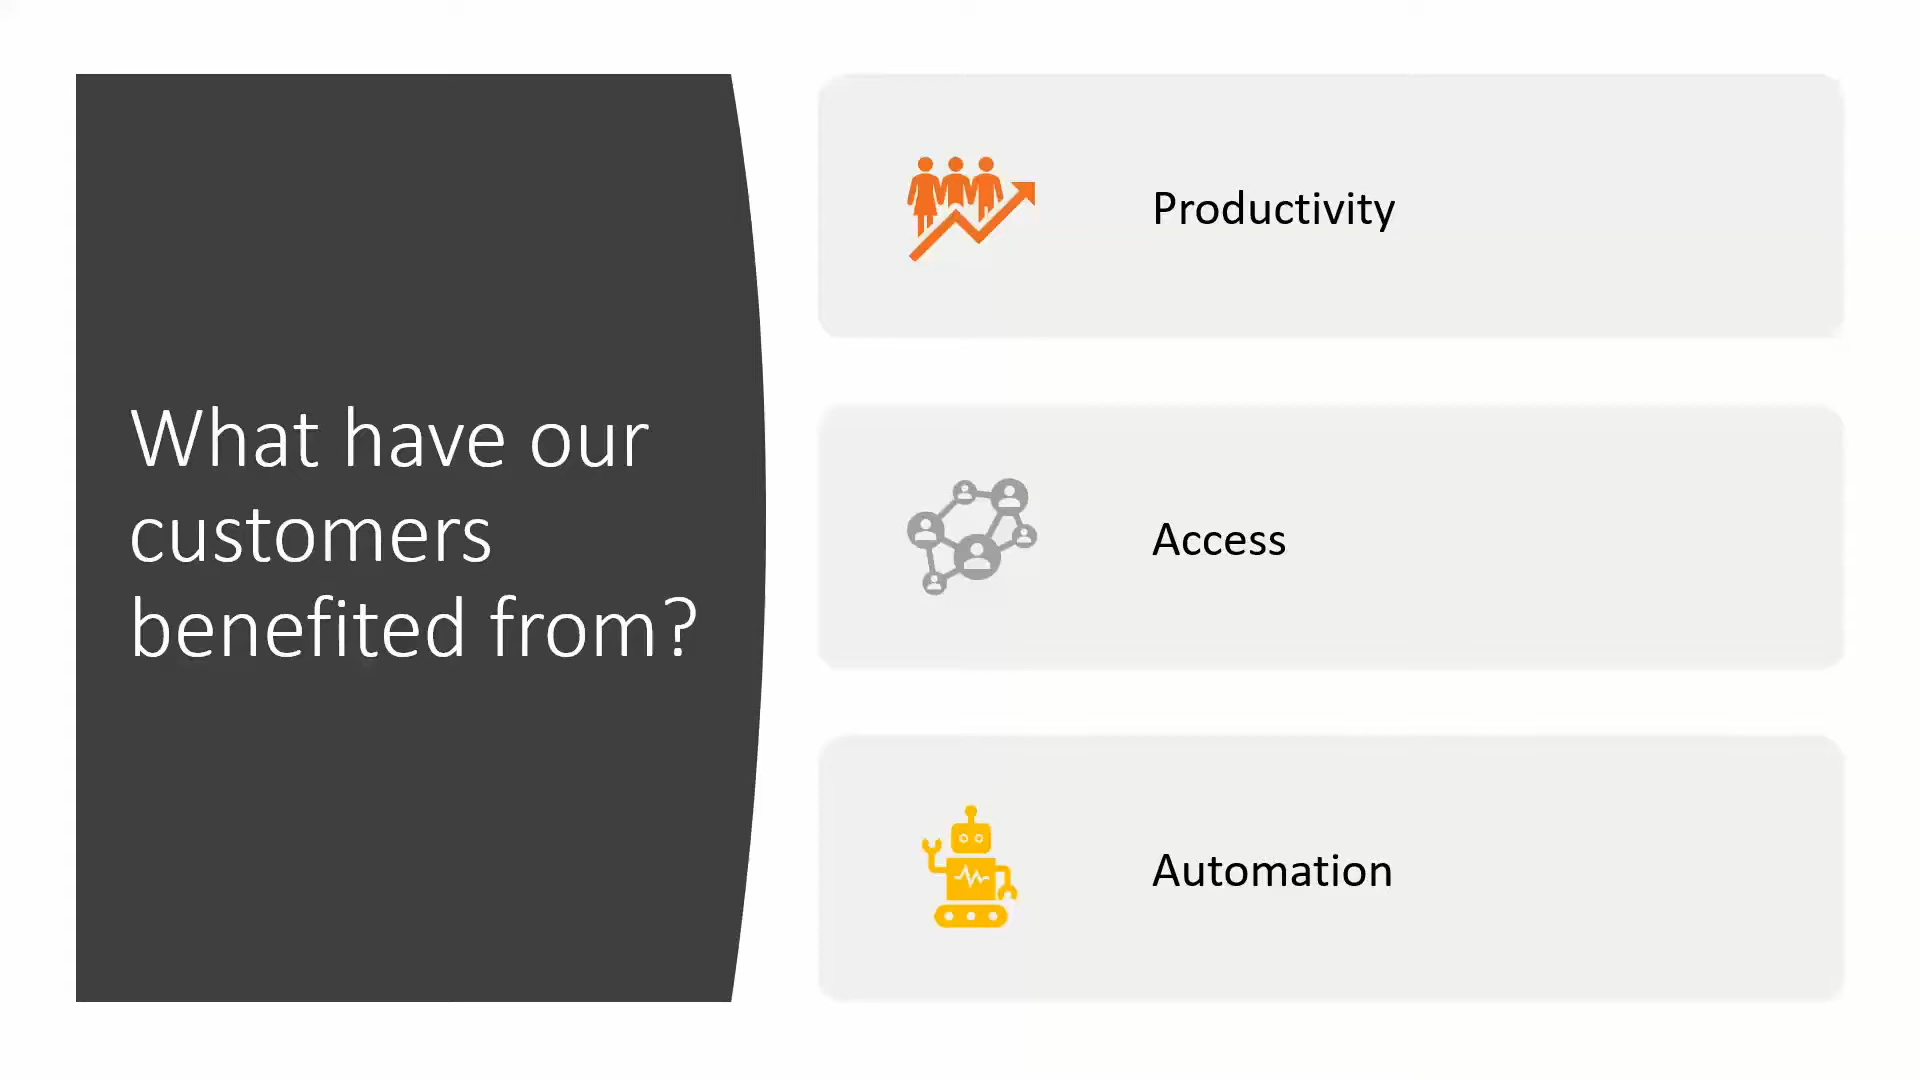 What have our
customers
benefited from?
Productivity
Access
Automation